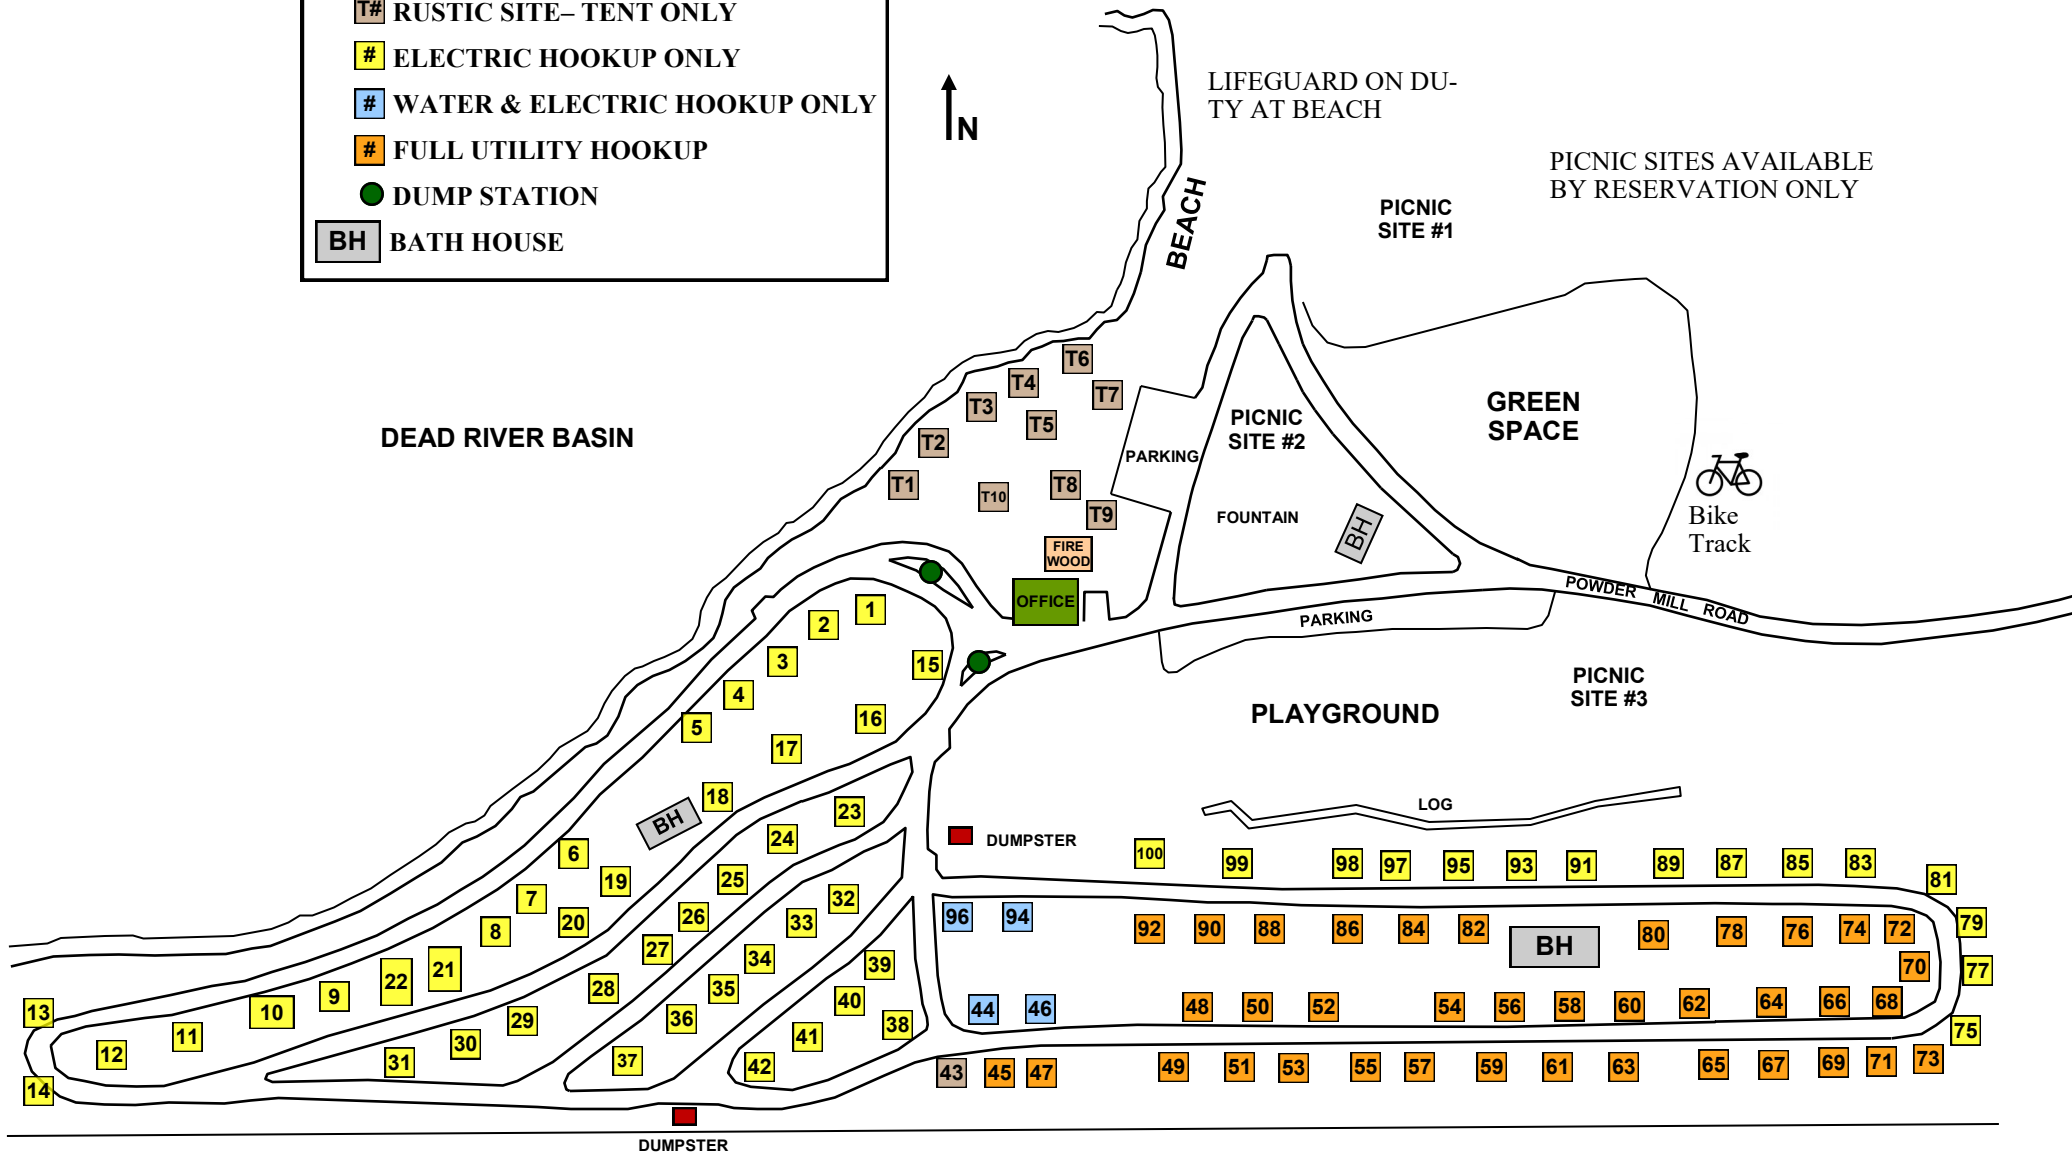 T# RUSTIC SITE– TENT ONLY
# ELECTRIC HOOKUP ONLY
# WATER & ELECTRIC HOOKUP ONLY
# FULL UTILITY HOOKUP
DUMP STATION
BH BATH HOUSE
N
LIFEGUARD ON DU-
TY AT BEACH
PICNIC SITES AVAILABLE
BY RESERVATION ONLY
BEACH
PICNIC
SITE #1
DEAD RIVER BASIN
T6
T4
T7
T3
T5
T2
T1
T10
T8
T9
PARKING
PICNIC
SITE #2
FOUNTAIN
BH
GREEN
SPACE
Bike
Track
FIRE
WOOD
OFFICE
POWDER MILL ROAD
PARKING
PICNIC
SITE #3
PLAYGROUND
LOG
1
2
3
4
5
15
16
17
18
BH
6
19
7
20
8
21
22
9
10
11
12
13
14
23
24
25
26
27
28
29
30
31
32
33
34
35
36
37
39
40
38
41
42
DUMPSTER
DUMPSTER
100
99
98
97
95
93
91
89
87
85
83
81
79
77
75
96
94
92
90
88
86
84
82
BH
80
78
76
74
72
70
44
46
48
50
52
54
56
58
60
62
64
66
68
43
45
47
49
51
53
55
57
59
61
63
65
67
69
71
73